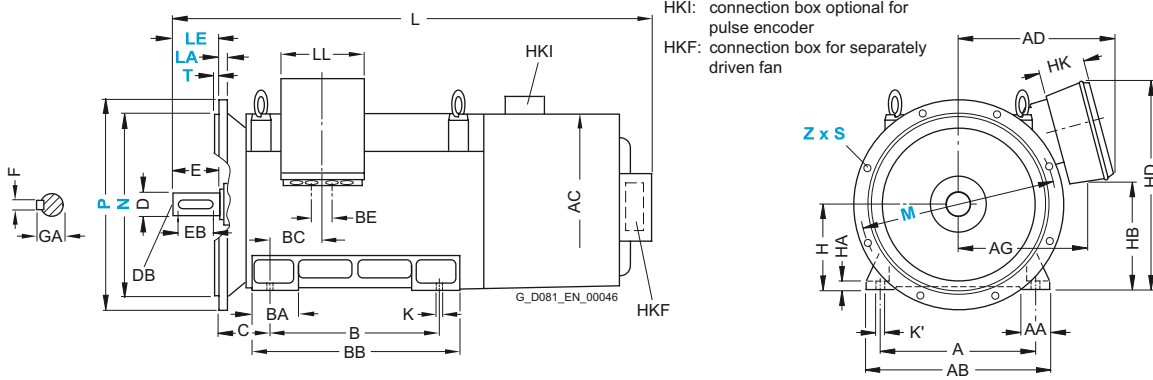 L
HKI: connection box optional for
pulse encoder
HKF: connection box for separately
driven fan
LE
LA
T
LL
HKI
AD
HK
Z x S
F
GA
P
N
E
D
EB
DB
BE
BC
AC
M
H
HA
AG
HB
HD
G_D081_EN_00046
HKF
BA
K
C
B
BB
K'
AA
A
AB